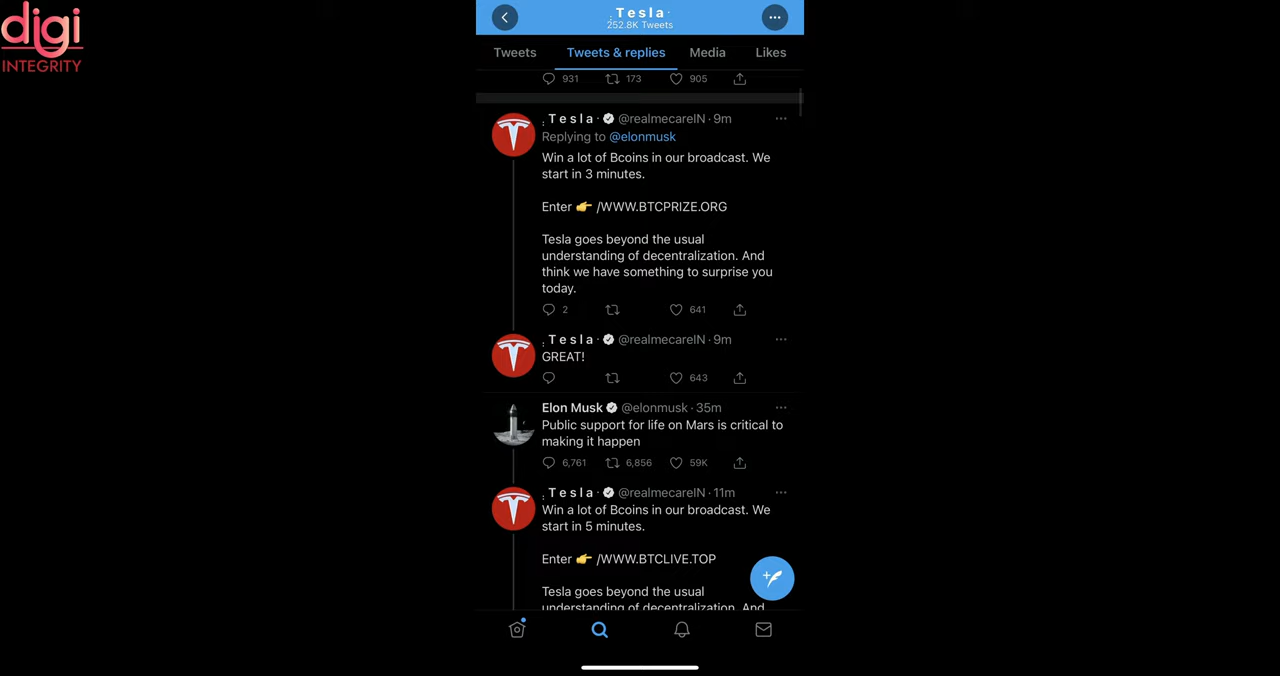 digi
INTEGRITY
. T e s l a ·
252.8K Tweets
Tweets Tweets & replies Media Likes
931 173 905
. T e s l a · @realmecareIN · 9m
Replying to @elonmusk
Win a lot of Bcoins in our broadcast. We
start in 3 minutes.
Enter 👉 /WWW.BTCPRIZE.ORG
Tesla goes beyond the usual
understanding of decentralization. And
think we have something to surprise you
today.
2 641
. T e s l a · @realmecareIN · 9m
GREAT!
643
Elon Musk @elonmusk · 35m
Public support for life on Mars is critical to
making it happen
6,761 6,856 59K
. T e s l a · @realmecareIN · 11m
Win a lot of Bcoins in our broadcast. We
start in 5 minutes.
Enter 👉 /WWW.BTCLIVE.TOP
Tesla goes beyond the usual
understanding of decentralization. And